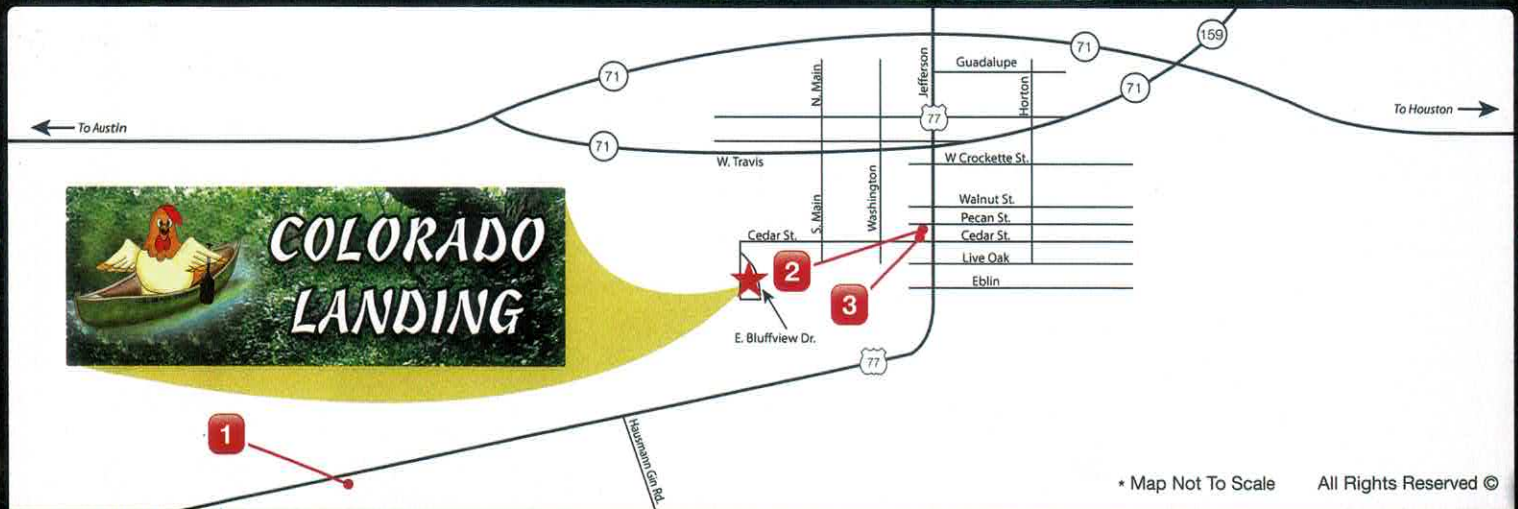 159
71
71
71
71
To Austin
To Houston
N. Main
Jefferson
Guadalupe
Horton
77
W. Travis
W Crockette St.
S. Main
Washington
Walnut St.
Pecan St.
Cedar St.
Cedar St.
Live Oak
Eblin
COLORADO
LANDING
2
3
E. Bluffview Dr.
77
1
Hausmann Gin Rd.
* Map Not To Scale
All Rights Reserved ©